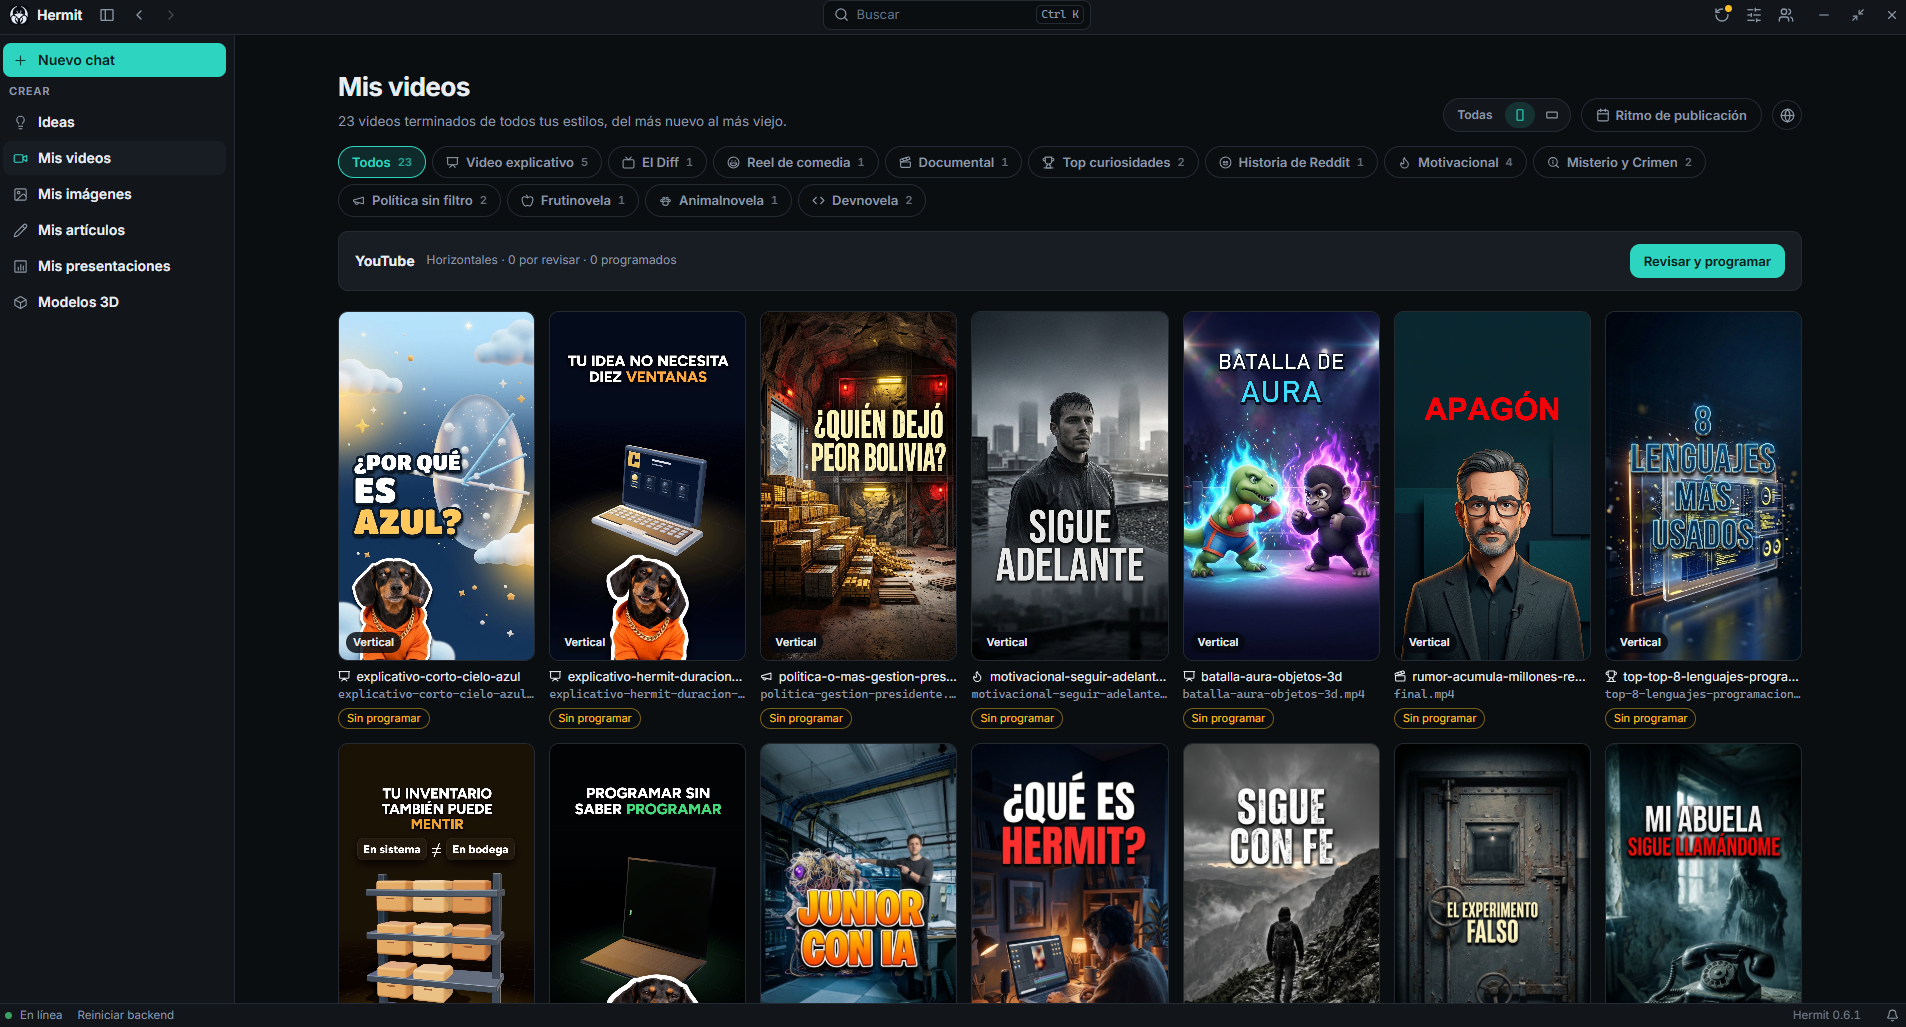 Hermit
Buscar
Ctrl K
Nuevo chat
CREAR
Ideas
Mis videos
Mis imágenes
Mis artículos
Mis presentaciones
Modelos 3D
Mis videos
23 videos terminados de todos tus estilos, del más nuevo al más viejo.
Todas
Ritmo de publicación
Todos 23
Video explicativo 5
El Diff 1
Reel de comedia 1
Documental 1
Top curiosidades 2
Historia de Reddit 1
Motivacional 4
Misterio y Crimen 2
Política sin filtro 2
Frutinovela 1
Animalnovela 1
Devnovela 2
YouTube
Horizontales · 0 por revisar · 0 programados
Revisar y programar
¿POR QUÉ
ES
AZUL?
Vertical
explicativo-corto-cielo-azul
explicativo-corto-cielo-azul…
Sin programar
TU IDEA NO NECESITA
DIEZ VENTANAS
Vertical
explicativo-hermit-duracion...
explicativo-hermit-duracion-…
Sin programar
¿QUIÉN DEJÓ
PEOR BOLIVIA?
Vertical
politica-o-mas-gestion-pres...
politica-gestion-presidente.…
Sin programar
SIGUE
ADELANTE
Vertical
motivacional-seguir-adelant...
motivacional-seguir-adelante…
Sin programar
BATALLA DE
AURA
Vertical
batalla-aura-objetos-3d
batalla-aura-objetos-3d.mp4
Sin programar
APAGÓN
Vertical
rumor-acumula-millones-re...
final.mp4
Sin programar
8
LENGUAJES
MÁS
USADOS
Vertical
top-top-8-lenguajes-progra...
top-8-lenguajes-programacion…
Sin programar
TU INVENTARIO
TAMBIÉN PUEDE
MENTIR
En sistema ≠ En bodega
PROGRAMAR SIN
SABER PROGRAMAR
JUNIOR
CON IA
¿QUÉ ES
HERMIT?
SIGUE
CON FE
EL EXPERIMENTO
FALSO
MI ABUELA
SIGUE LLAMÁNDOME
En línea
Reiniciar backend
Hermit 0.6.1